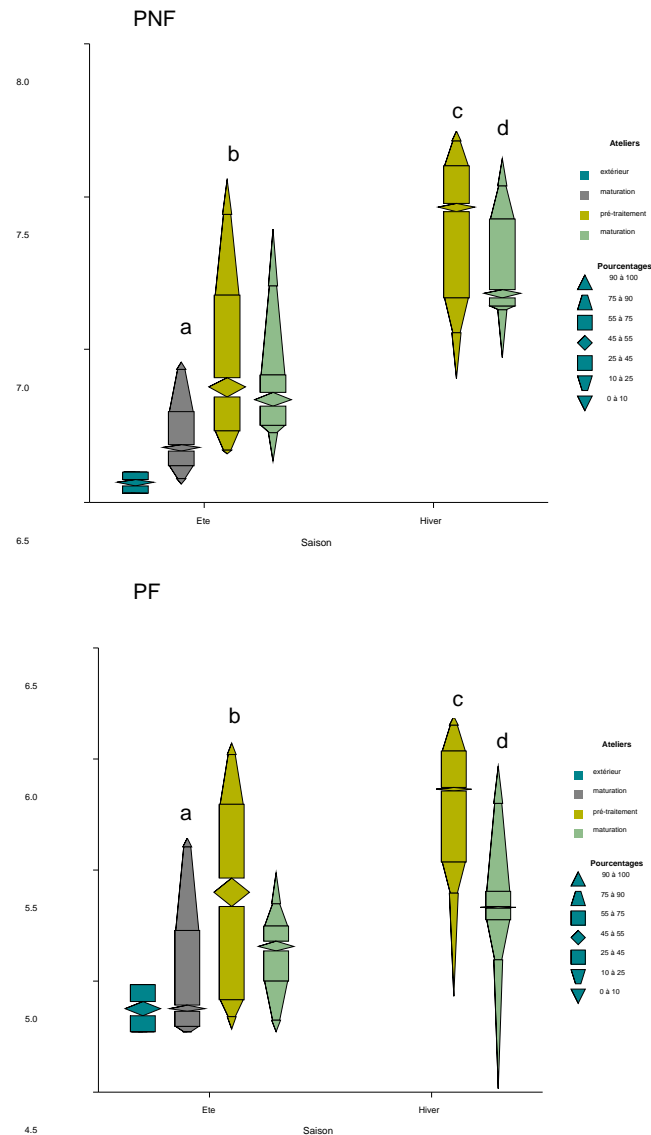 PNF
8.0
c
d
b
Ateliers
extérieur
maturation
7.5
pré-traitement
maturation
Pourcentages
90 à 100
75 à 90
a
55 à 75
45 à 55
7.0
25 à 45
10 à 25
0 à 10
Ete
Hiver
6.5
Saison
PF
6.5
c
b
d
Ateliers
extérieur
6.0
maturation
a
pré-traitement
maturation
Pourcentages
90 à 100
5.5
75 à 90
55 à 75
45 à 55
25 à 45
10 à 25
0 à 10
5.0
Ete
Hiver
4.5
Saison